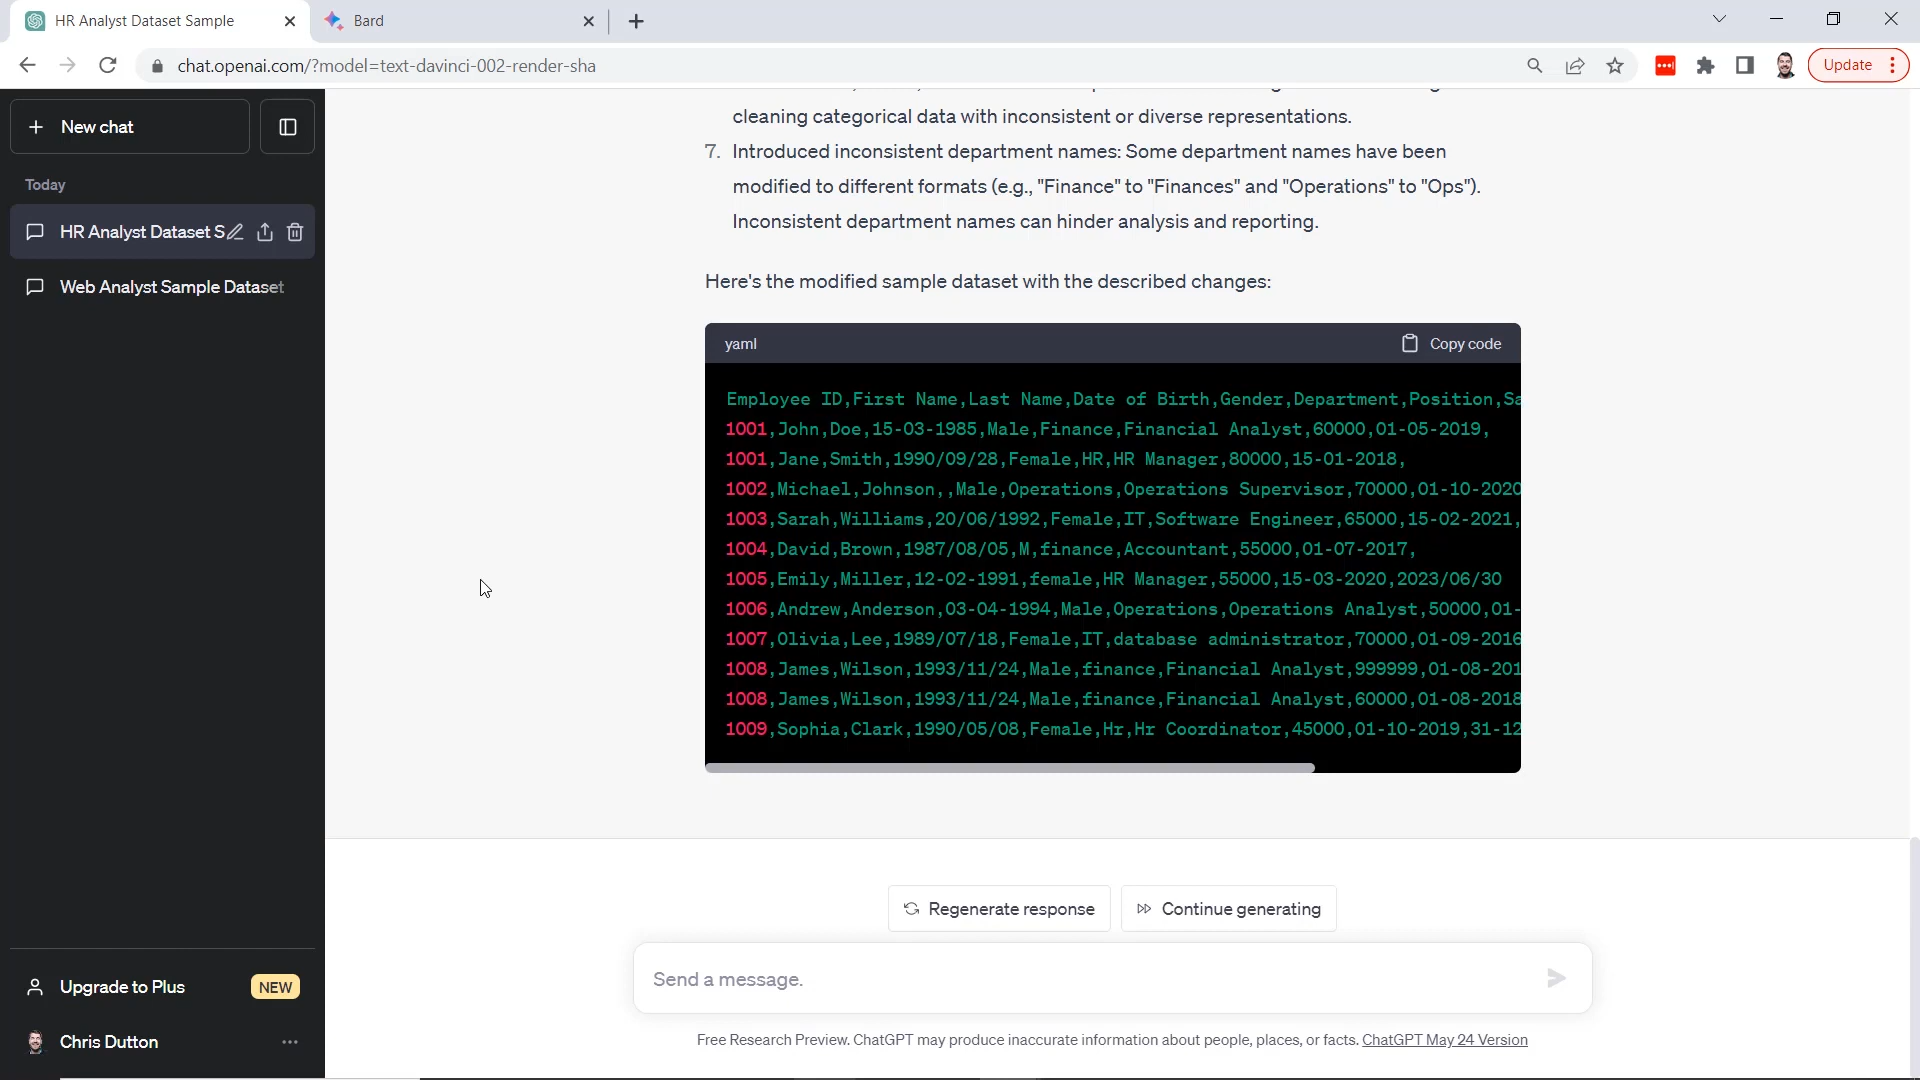 HR Analyst Dataset Sample
Bard
chat.openai.com/?model=text-davinci-002-render-sha
Update
New chat
Today
HR Analyst Dataset S
Web Analyst Sample Dataset
Upgrade to Plus
NEW
Chris Dutton
cleaning categorical data with inconsistent or diverse representations.
7. Introduced inconsistent department names: Some department names have been
modified to different formats (e.g., "Finance" to "Finances" and "Operations" to "Ops").
Inconsistent department names can hinder analysis and reporting.
Here's the modified sample dataset with the described changes:
yaml
Copy code
Employee ID,First Name,Last Name,Date of Birth,Gender,Department,Position,Sa
1001,John,Doe,15-03-1985,Male,Finance,Financial Analyst,60000,01-05-2019,
1001,Jane,Smith,1990/09/28,Female,HR,HR Manager,80000,15-01-2018,
1002,Michael,Johnson,,Male,Operations,Operations Supervisor,70000,01-10-2020
1003,Sarah,Williams,20/06/1992,Female,IT,Software Engineer,65000,15-02-2021,
1004,David,Brown,1987/08/05,M,finance,Accountant,55000,01-07-2017,
1005,Emily,Miller,12-02-1991,female,HR Manager,55000,15-03-2020,2023/06/30
1006,Andrew,Anderson,03-04-1994,Male,Operations,Operations Analyst,50000,01-
1007,Olivia,Lee,1989/07/18,Female,IT,database administrator,70000,01-09-2016
1008,James,Wilson,1993/11/24,Male,finance,Financial Analyst,999999,01-08-201
1008,James,Wilson,1993/11/24,Male,finance,Financial Analyst,60000,01-08-2018
1009,Sophia,Clark,1990/05/08,Female,Hr,Hr Coordinator,45000,01-10-2019,31-12
Regenerate response
Continue generating
Send a message.
Free Research Preview. ChatGPT may produce inaccurate information about people, places, or facts. ChatGPT May 24 Version